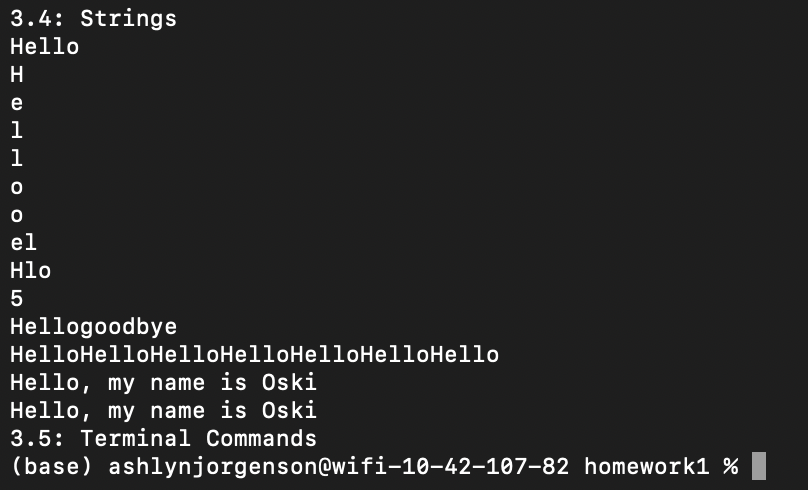 3.4: Strings
Hello
H
e
l
l
o
o
el
Hlo
5
Hellogoodbye
HelloHelloHelloHelloHelloHelloHello
Hello, my name is Oski
Hello, my name is Oski
3.5: Terminal Commands
(base) ashlynjorgenson@wifi-10-42-107-82 homework1 %